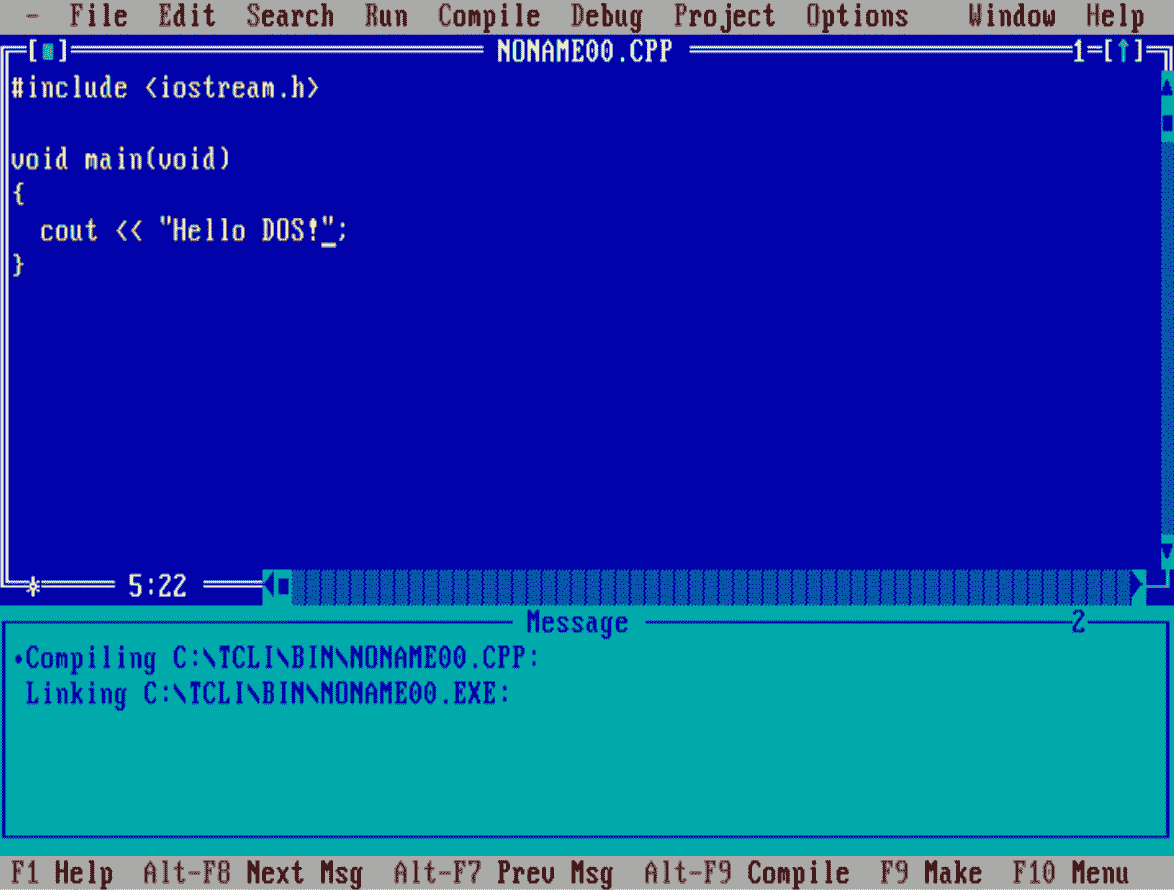 - File Edit Search Run Compile Debug Project Options Window Help
[■] NONAME00.CPP 1=[↑]
#include <iostream.h>
void main(void)
{
cout << "Hello DOS!";
}
* 5:22
Message 2
•Compiling C:\TCLI\BIN\NONAME00.CPP:
Linking C:\TCLI\BIN\NONAME00.EXE:
F1 Help Alt-F8 Next Msg Alt-F7 Prev Msg Alt-F9 Compile F9 Make F10 Menu